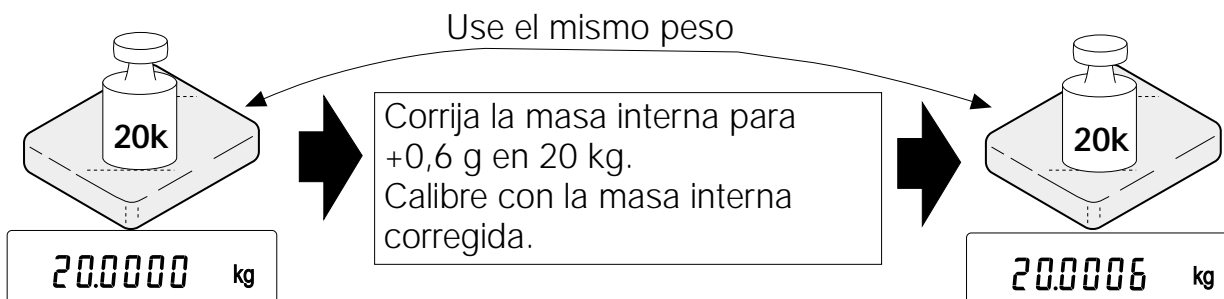 Use el mismo peso
20k
Corrija la masa interna para
+0,6 g en 20 kg.
Calibre con la masa interna
corregida.
20k
20.0000 kg
20.0006 kg